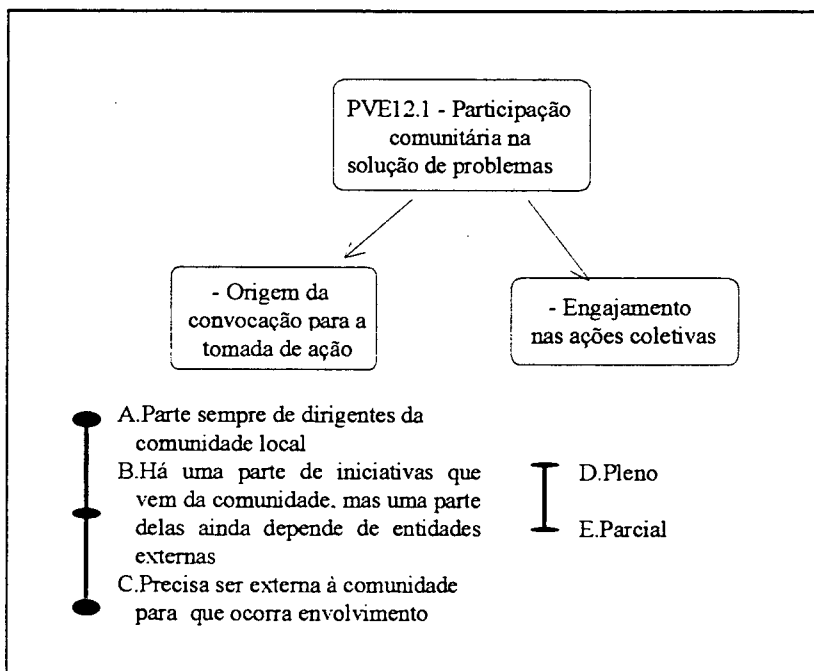 PVE12.1 - Participação
comunitária na
solução de problemas
- Origem da
convocação para a
tomada de ação
- Engajamento
nas ações coletivas
A.Parte sempre de dirigentes da
comunidade local
B.Há uma parte de iniciativas que
vem da comunidade, mas uma parte
delas ainda depende de entidades
externas
C.Precisa ser externa à comunidade
para que ocorra envolvimento
D.Pleno
E.Parcial